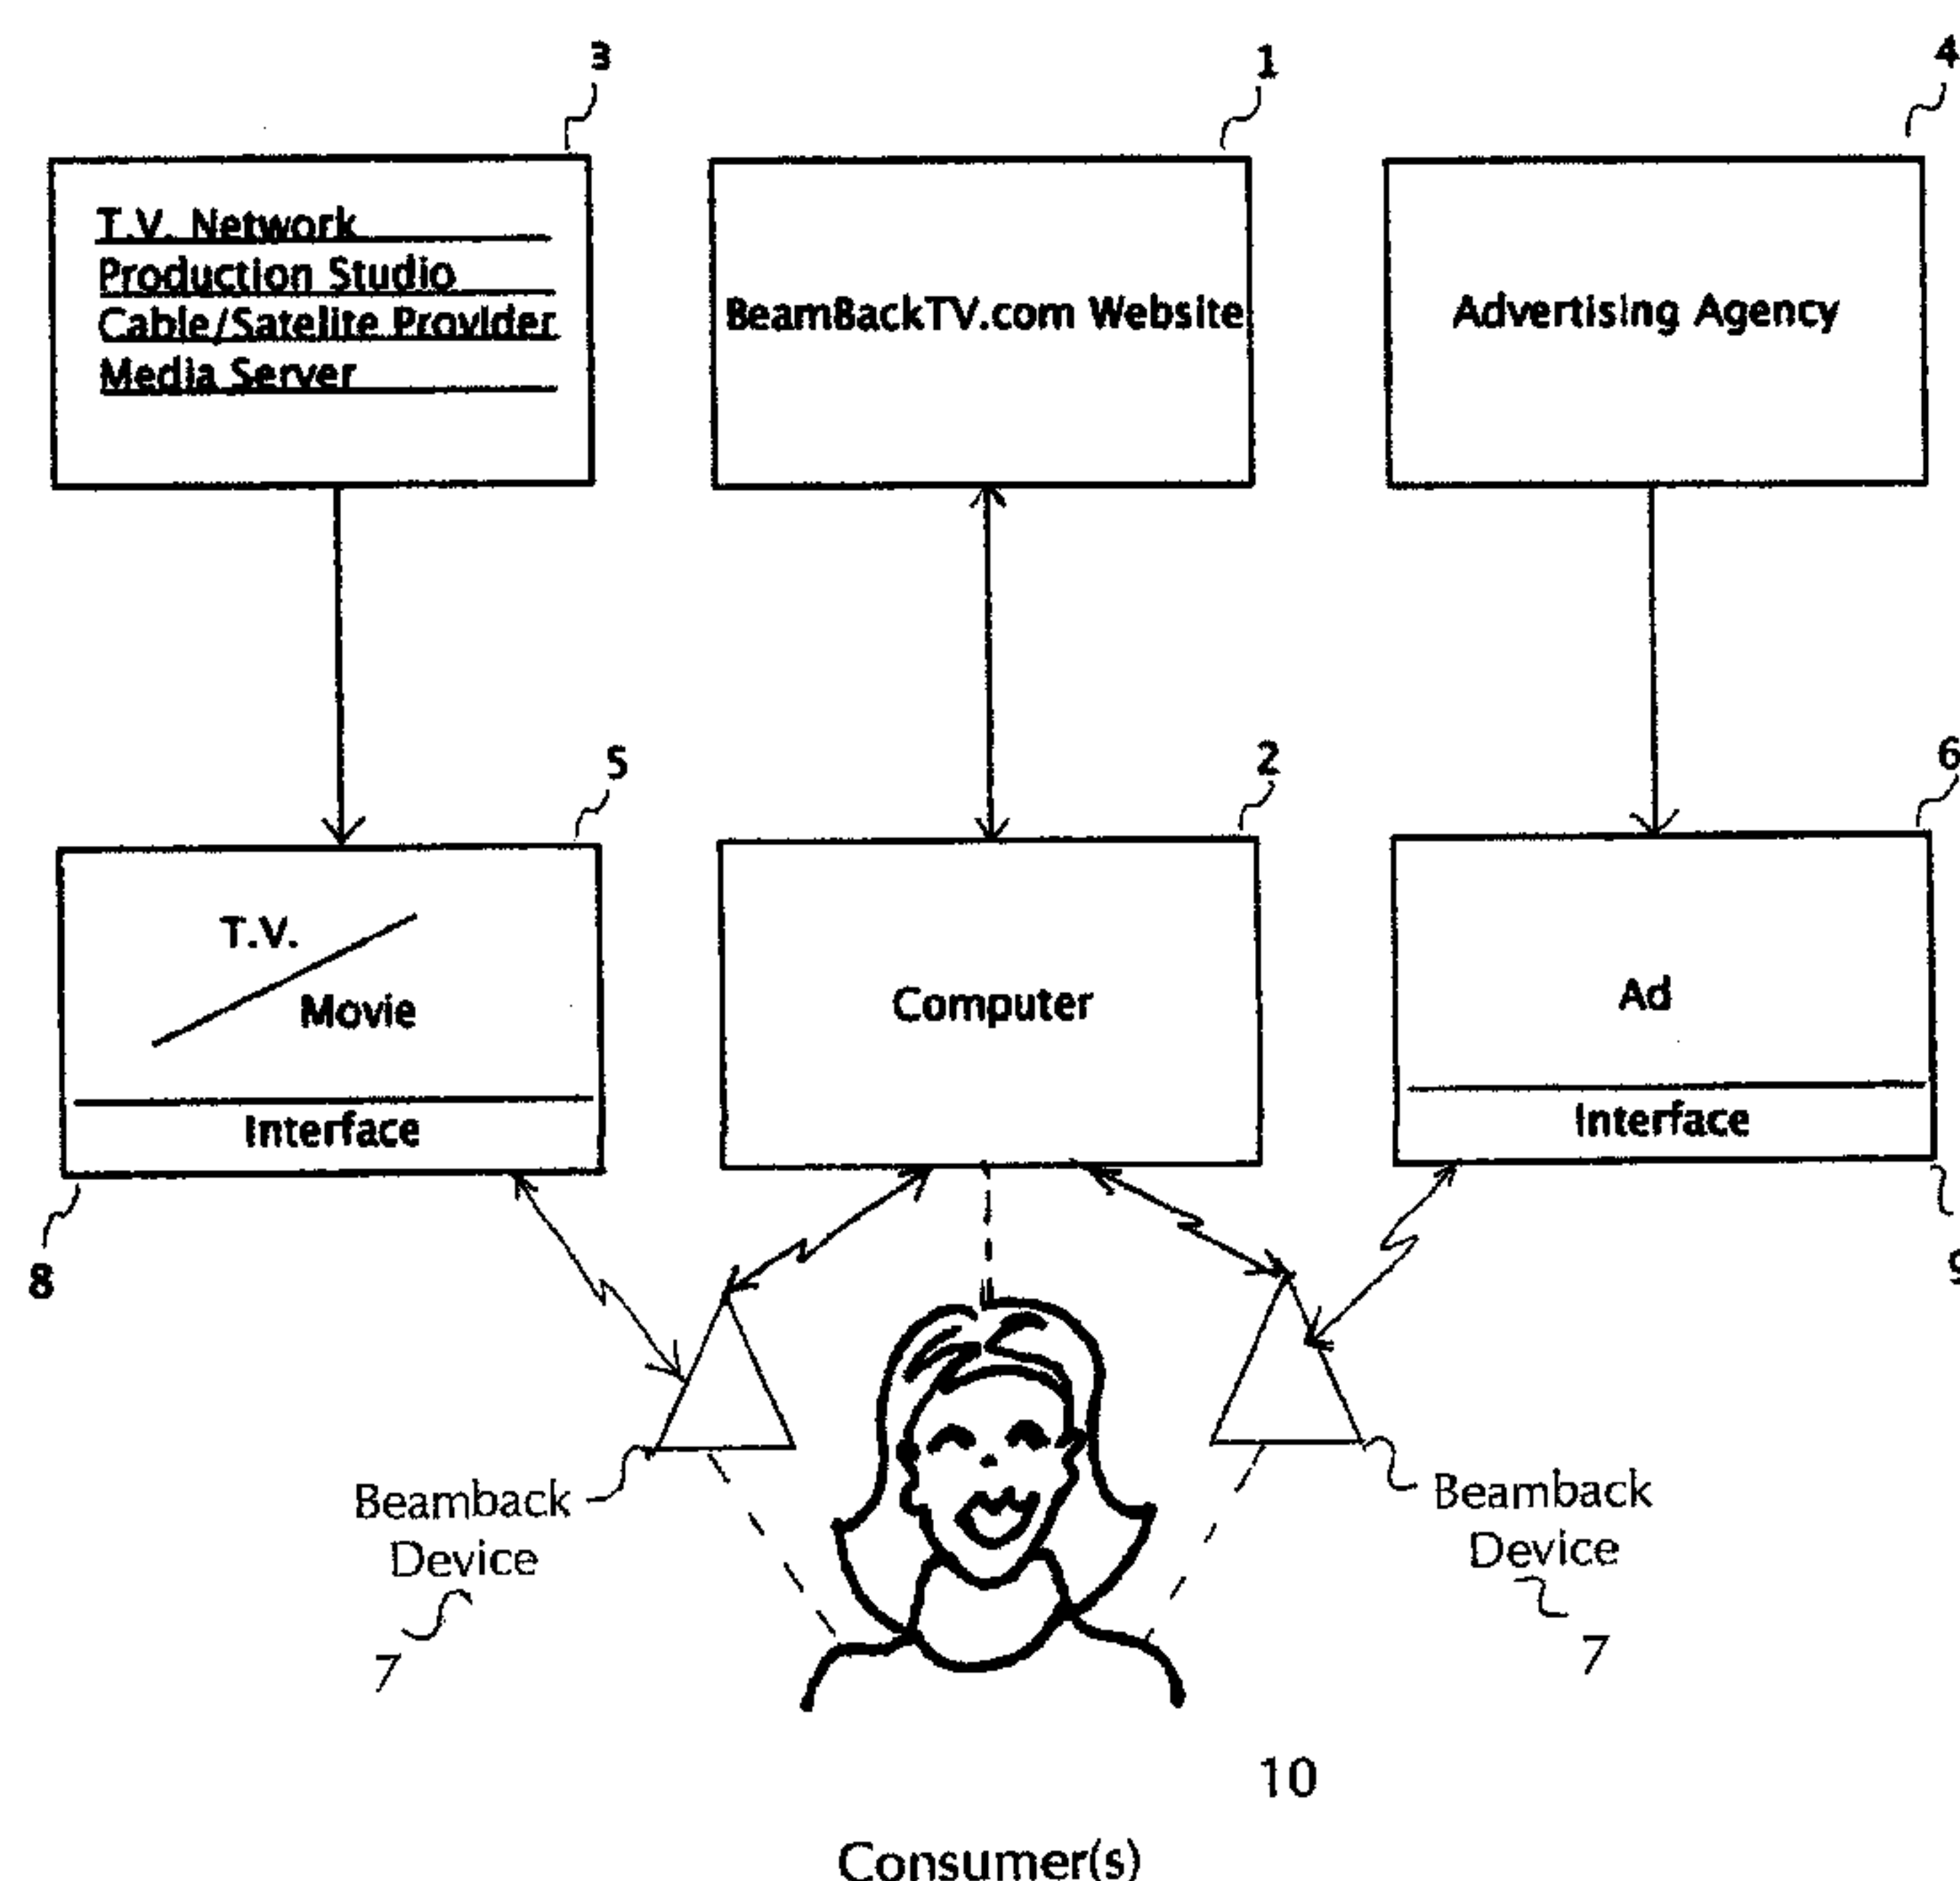 3
1
4
T.V. Network
Production Studio
Cable/Satelite Provider
Media Server
BeamBackTV.com Website
Advertising Agency
5
2
6
T.V.
Movie
Interface
Computer
Ad
Interface
8
9
Beamback
Device
7
Beamback
Device
7
10
Consumer(s)